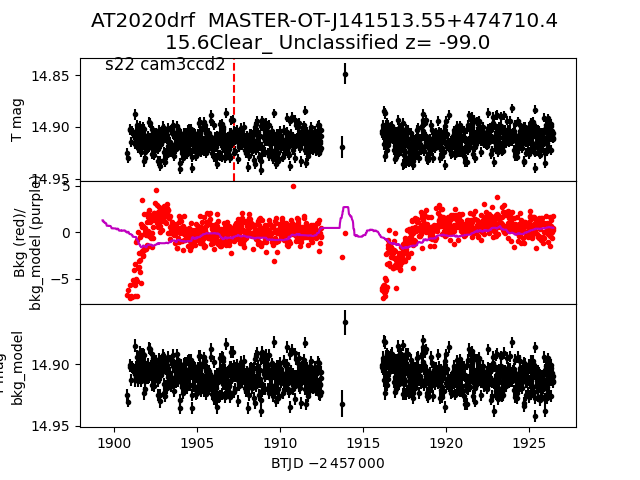 AT2020drf  MASTER-OT-J141513.55+474710.4
15.6Clear_ Unclassified z= -99.0
s22 cam3ccd2
14.85
14.90
14.95
T mag
5
0
−5
Bkg (red)/
bkg_model (purple)
14.90
14.95
bkg_model
1900
1905
1910
1915
1920
1925
BTJD −2 457 000